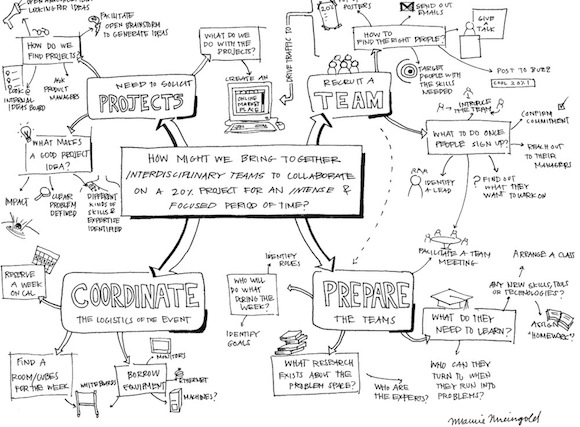 LOOKING FOR IDEAS
HOW DO WE
FIND PROJECTS?
FACILITATE
OPEN BRAINSTORM
TO GENERATE IDEAS
INTERNAL
IDEAS BOARD
ASK
PRODUCT
MANAGERS
WHAT DO WE
DO WITH THE
PROJECTS?
CREATE AN
ONLINE
MARKET
PLACE
DRIVE TRAFFIC TO
NEED TO SOLICIT
PROJECTS
WHAT MAKES
A GOOD PROJECT
IDEA?
IMPACT
CLEAR
PROBLEM
DEFINED
DIFFERENT
KINDS OF
SKILLS &
EXPERTISE
IDENTIFIED
20%
POSTERS
SEND OUT
EMAILS
HOW TO
FIND THE RIGHT PEOPLE?
GIVE
A TALK
TARGET
PEOPLE WITH
THE SKILLS
NEEDED
POST TO BUZZ
COOL 20%!
RECRUIT A
TEAM
INTRODUCE
THE TEAM
CONFIRM
COMMITMENT
WHAT TO DO ONCE
PEOPLE SIGN UP?
REACH OUT
TO THEIR
MANAGERS
IDENTIFY
A LEAD
? FIND OUT
WHAT THEY
WANT TO WORK ON
FACILITATE A TEAM
MEETING
HOW MIGHT WE BRING TOGETHER
INTERDISCIPLINARY TEAMS TO COLLABORATE
ON A 20% PROJECT FOR AN INTENSE &
FOCUSED PERIOD OF TIME?
RESERVE
A WEEK
ON CAL
COORDINATE
THE LOGISTICS OF THE EVENT
FIND A
ROOM/CUBES
FOR THE WEEK
WHITEBOARDS
BORROW
EQUIPMENT
MONITORS
ETHERNET
MACHINES?
IDENTIFY
ROLES
WHO WILL
DO WHAT
DURING THE
WEEK?
IDENTIFY
GOALS
PREPARE
THE TEAMS
WHAT RESEARCH
EXISTS ABOUT THE
PROBLEM SPACE?
WHO ARE
THE EXPERTS?
WHAT DO THEY
NEED TO LEARN?
ARRANGE A CLASS
ANY NEW SKILLS, TOOLS
OR TECHNOLOGIES?
ASSIGN
"HOMEWORK"
WHO CAN THEY
TURN TO WHEN
THEY RUN INTO
PROBLEMS?